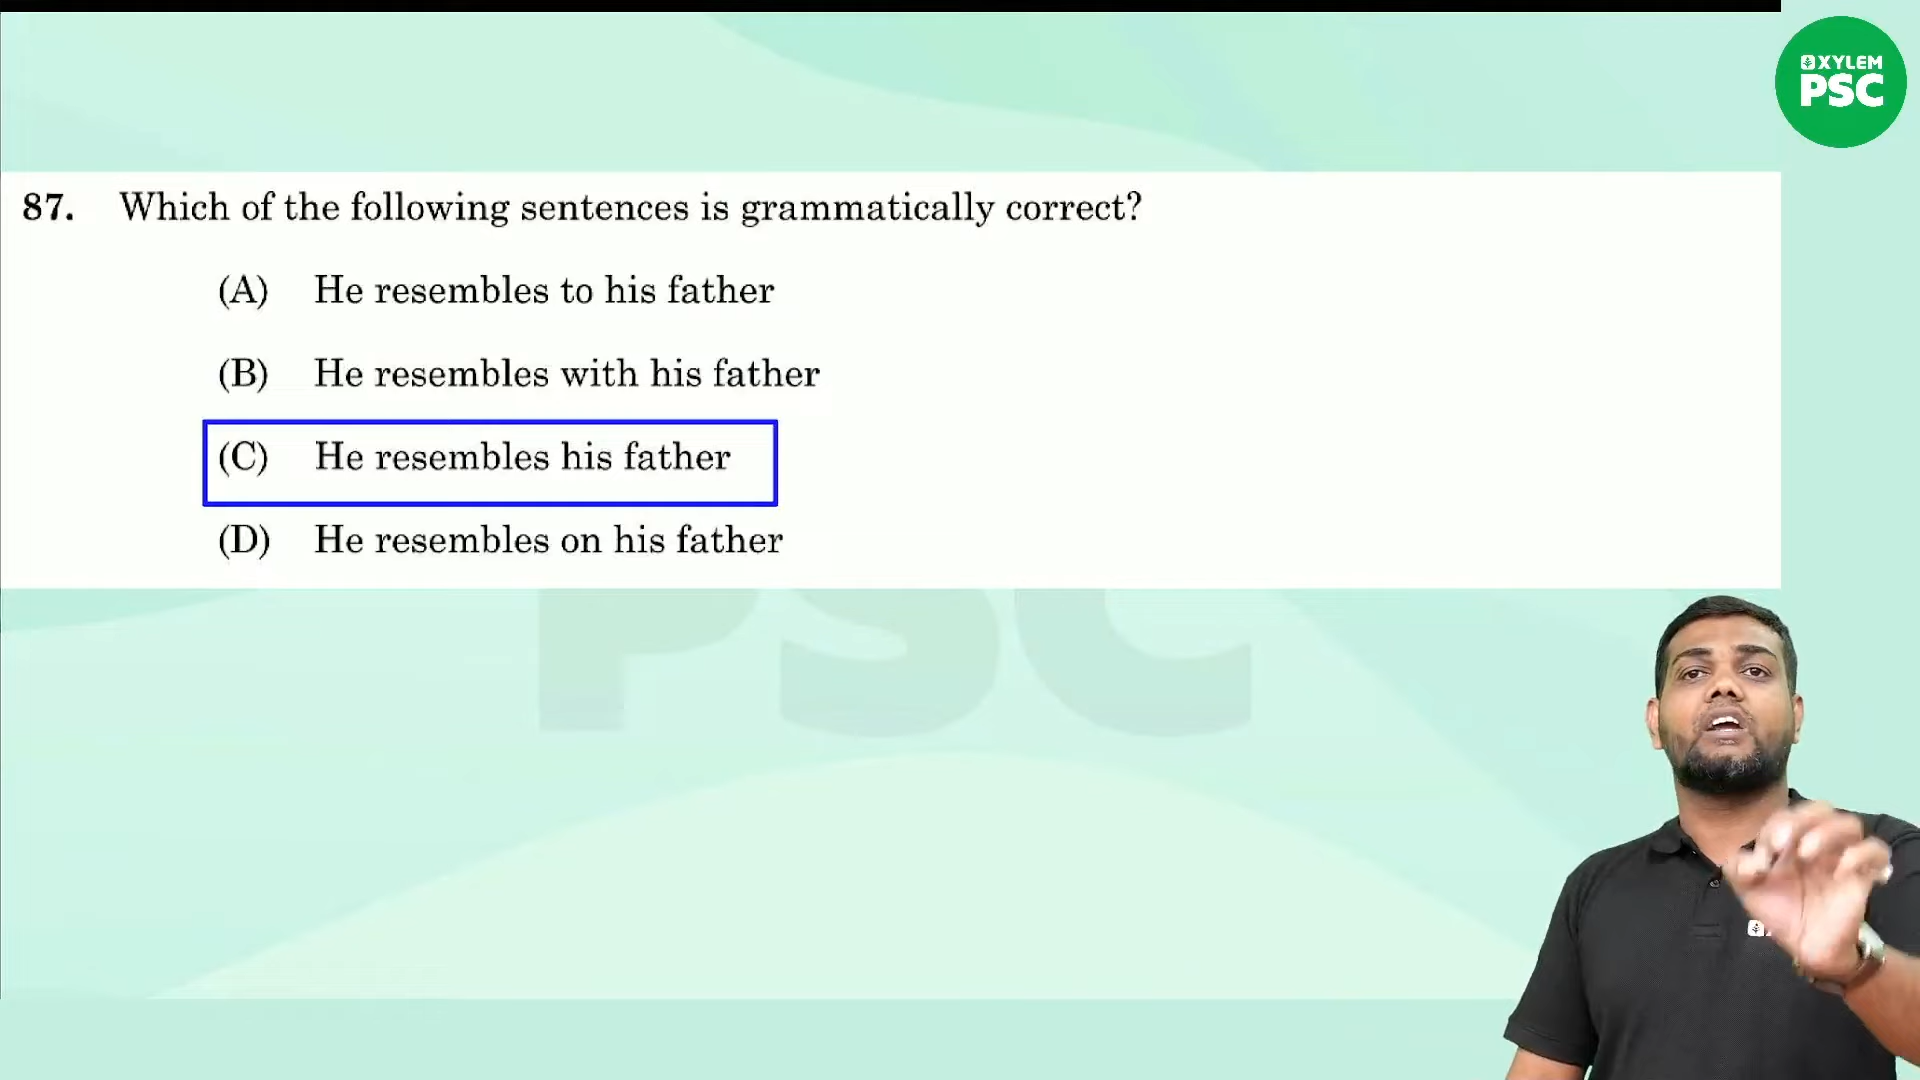 XYLEM
PSC
87. Which of the following sentences is grammatically correct?
(A) He resembles to his father
(B) He resembles with his father
(C) He resembles his father
(D) He resembles on his father
PSC